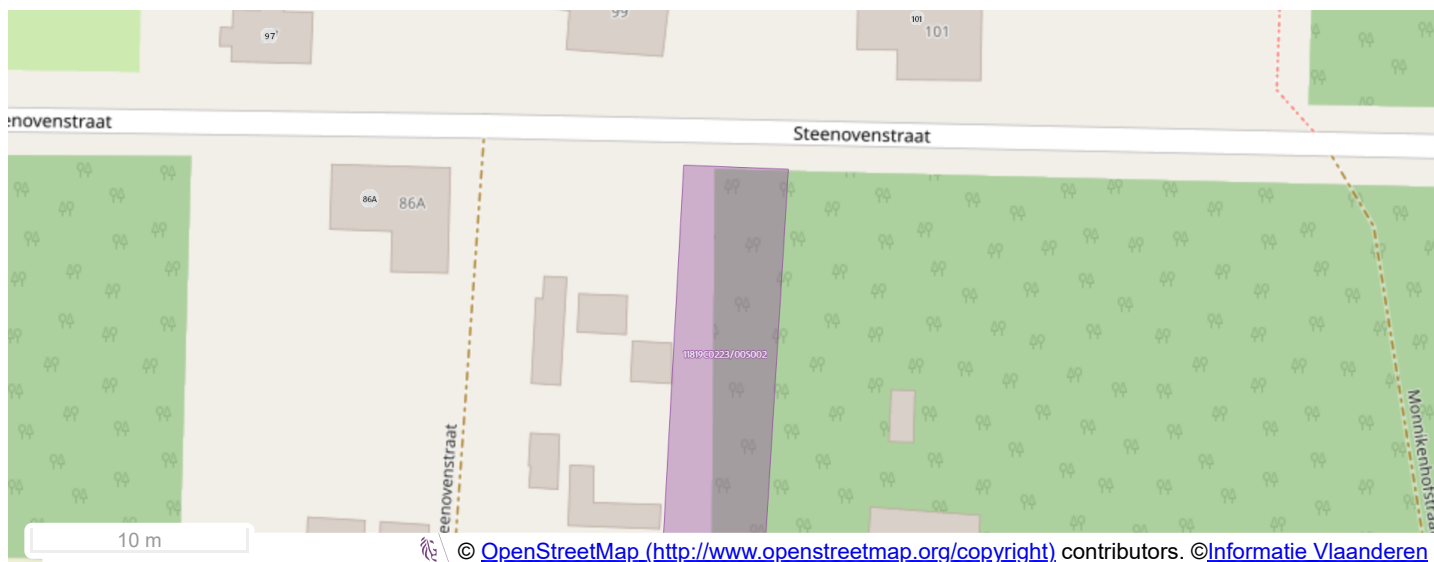 99
97
101
101
enovenstraat
Steenovenstraat
86A
86A
11819C0223/00S002
Monnikenhofstraa
eenovenstraat
10 m
© OpenStreetMap (http://www.openstreetmap.org/copyright) contributors. ©Informatie Vlaanderen